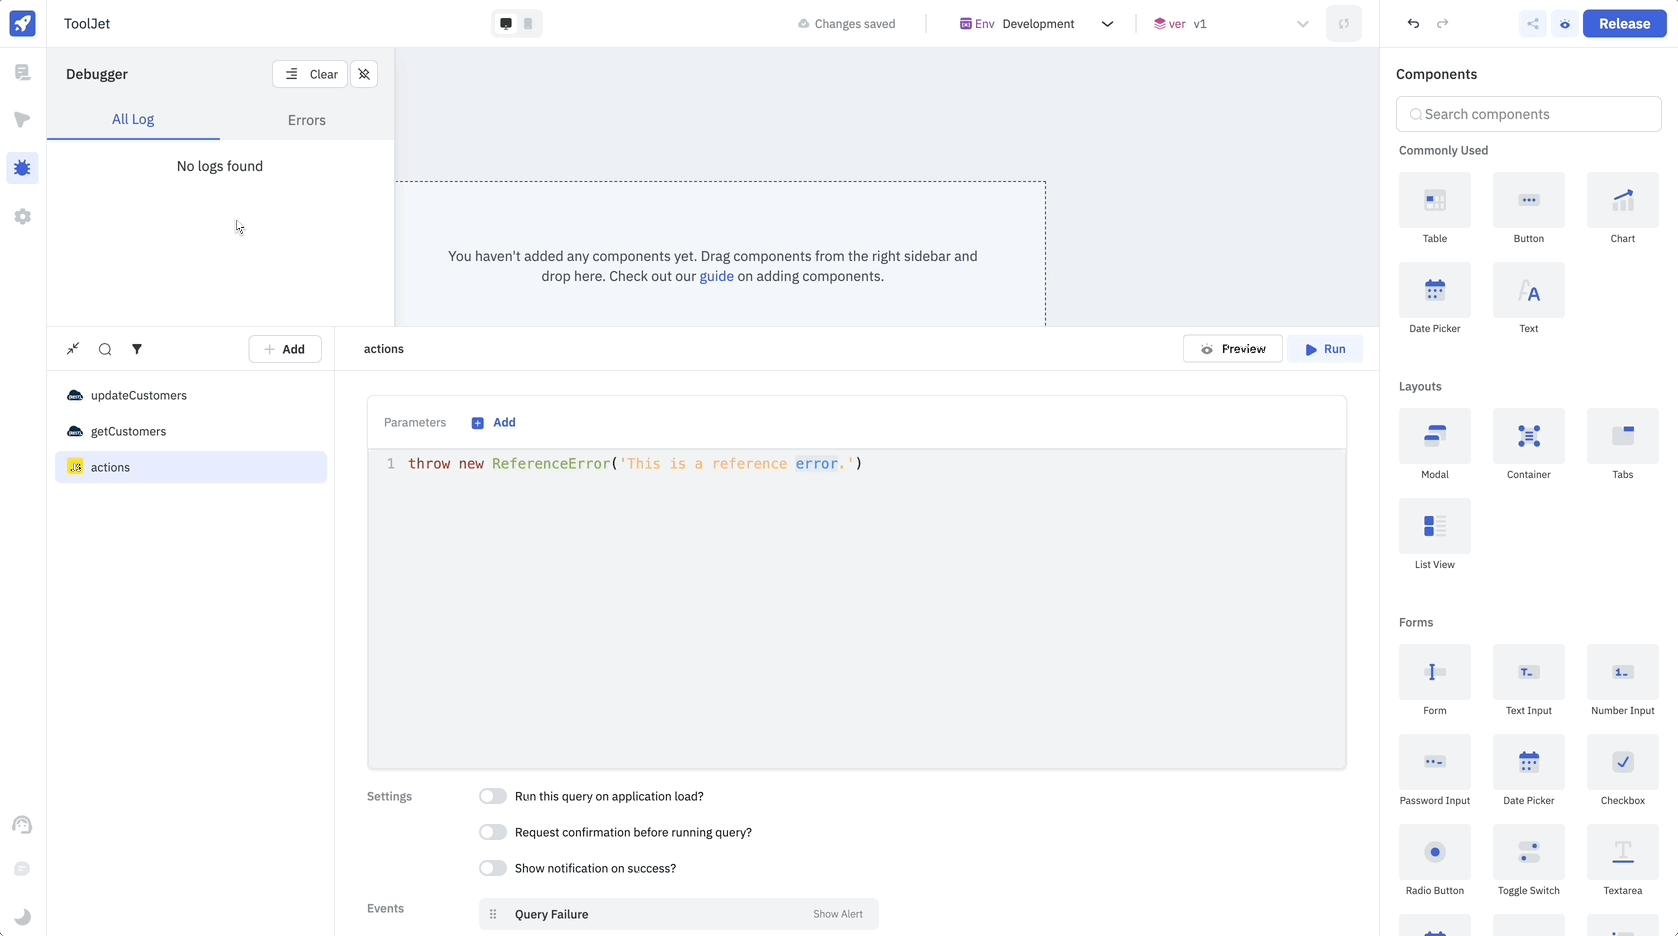 ToolJet
Changes saved
Env Development
ver v1
Release
Debugger
Clear
All Log
Errors
No logs found
You haven't added any components yet. Drag components from the right sidebar and
drop here. Check out our guide on adding components.
Add
updateCustomers
getCustomers
actions
actions
Preview
Run
Parameters
Add
1 throw new ReferenceError('This is a reference error.')
Settings
Run this query on application load?
Request confirmation before running query?
Show notification on success?
Events
Query Failure
Show Alert
Components
Search components
Commonly Used
Table
Button
Chart
Date Picker
Text
Layouts
Modal
Container
Tabs
List View
Forms
Form
Text Input
Number Input
Password Input
Date Picker
Checkbox
Radio Button
Toggle Switch
Textarea